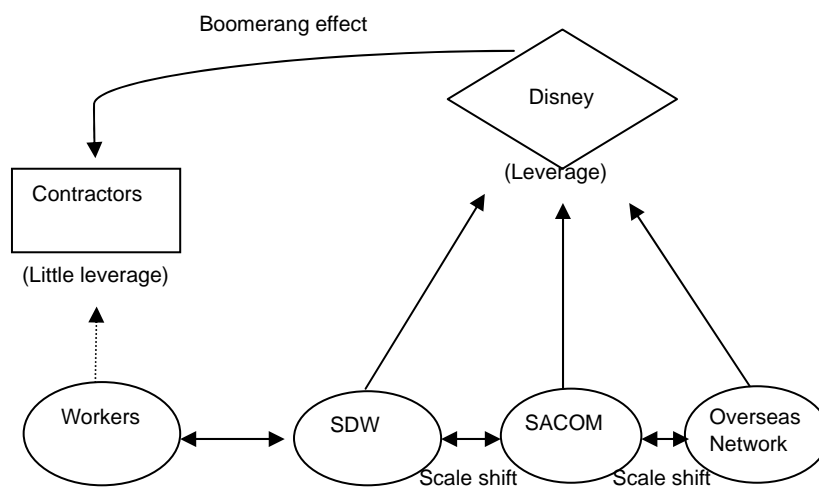 Boomerang effect
Disney
(Leverage)
Contractors
(Little leverage)
Workers
SDW
SACOM
Overseas
Network
Scale shift
Scale shift